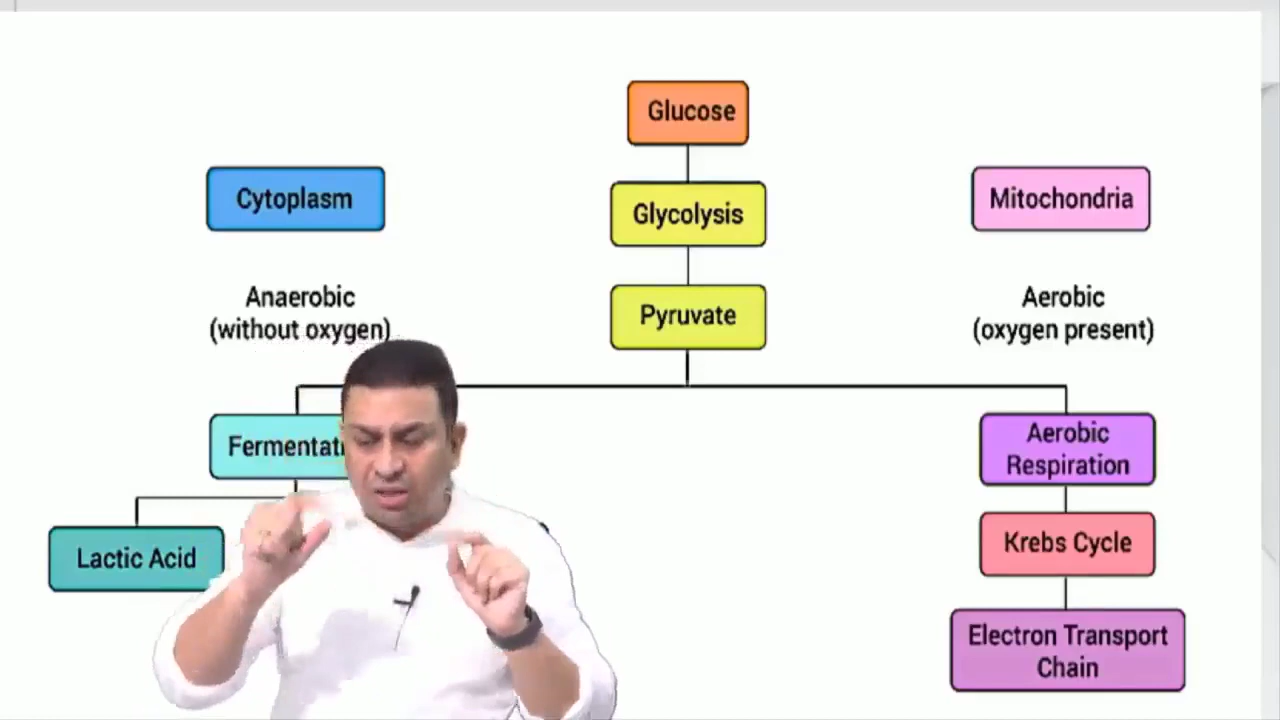 Glucose
Cytoplasm
Glycolysis
Mitochondria
Anaerobic
(without oxygen)
Pyruvate
Aerobic
(oxygen present)
Aerobic
Respiration
Krebs Cycle
Lactic Acid
Electron Transport
Chain